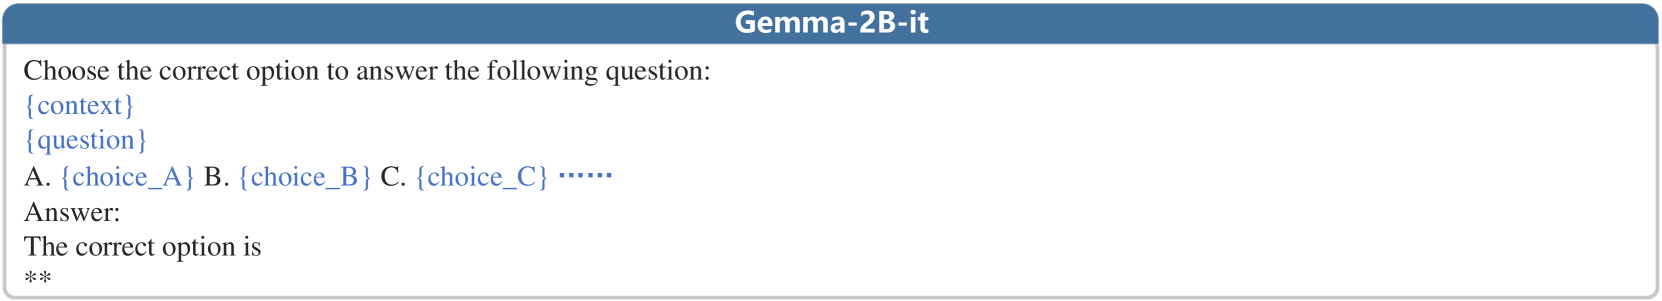 Gemma-2B-it
Choose the correct option to answer the following question:
{context}
{question}
A. {choice_A} B. {choice_B} C. {choice_C} ······
Answer:
The correct option is
**